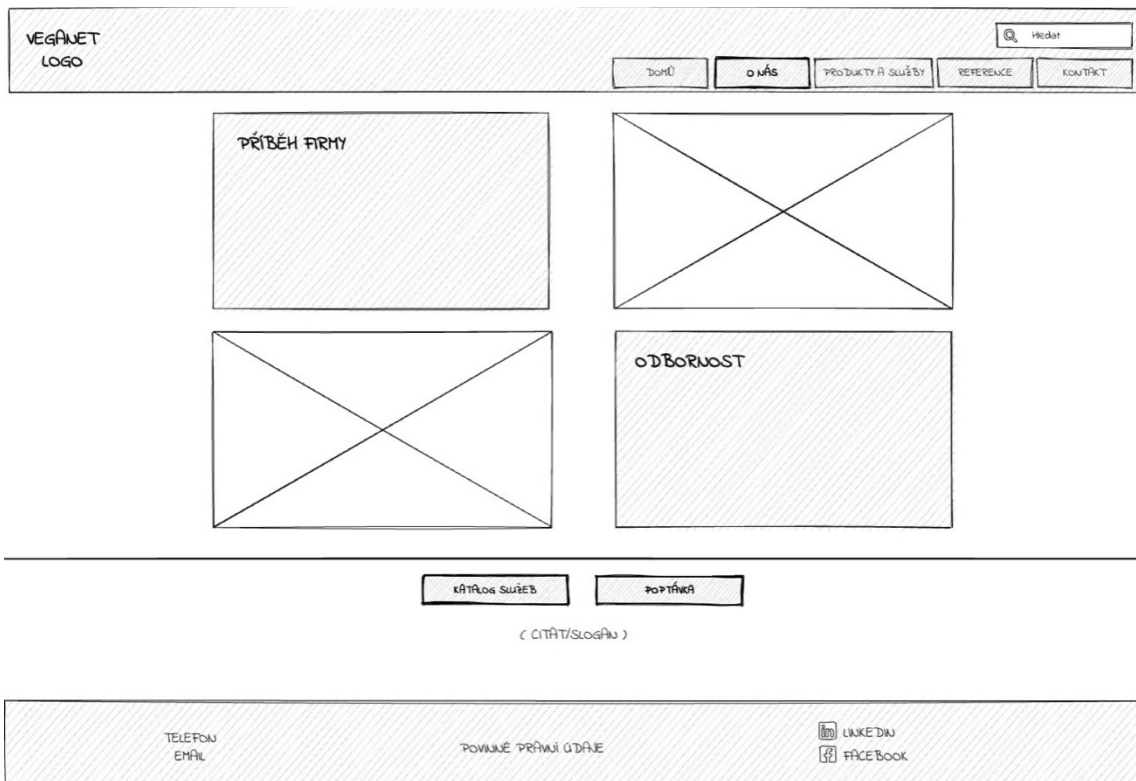 VEGANET
LOGO
Hledat
DOMŮ
O NÁS
PRODUKTY A SLUŽBY
REFERENCE
KONTAKT
PŘÍBĚH FIRMY
ODBORNOST
KATALOG SLUŽEB
POPTÁVKA
( CITÁT/SLOGAN )
TELEFON
EMAIL
POVINNÉ PRÁVNÍ ÚDAJE
in LINKEDIN
f FACEBOOK